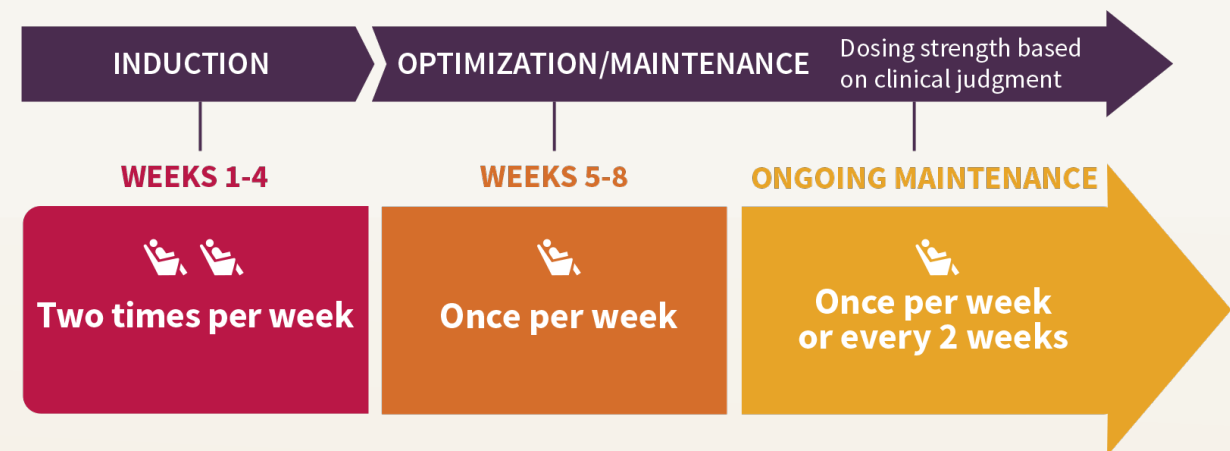 INDUCTION
OPTIMIZATION/MAINTENANCE
Dosing strength based
on clinical judgment
WEEKS 1-4
WEEKS 5-8
ONGOING MAINTENANCE
Two times per week
Once per week
Once per week
or every 2 weeks